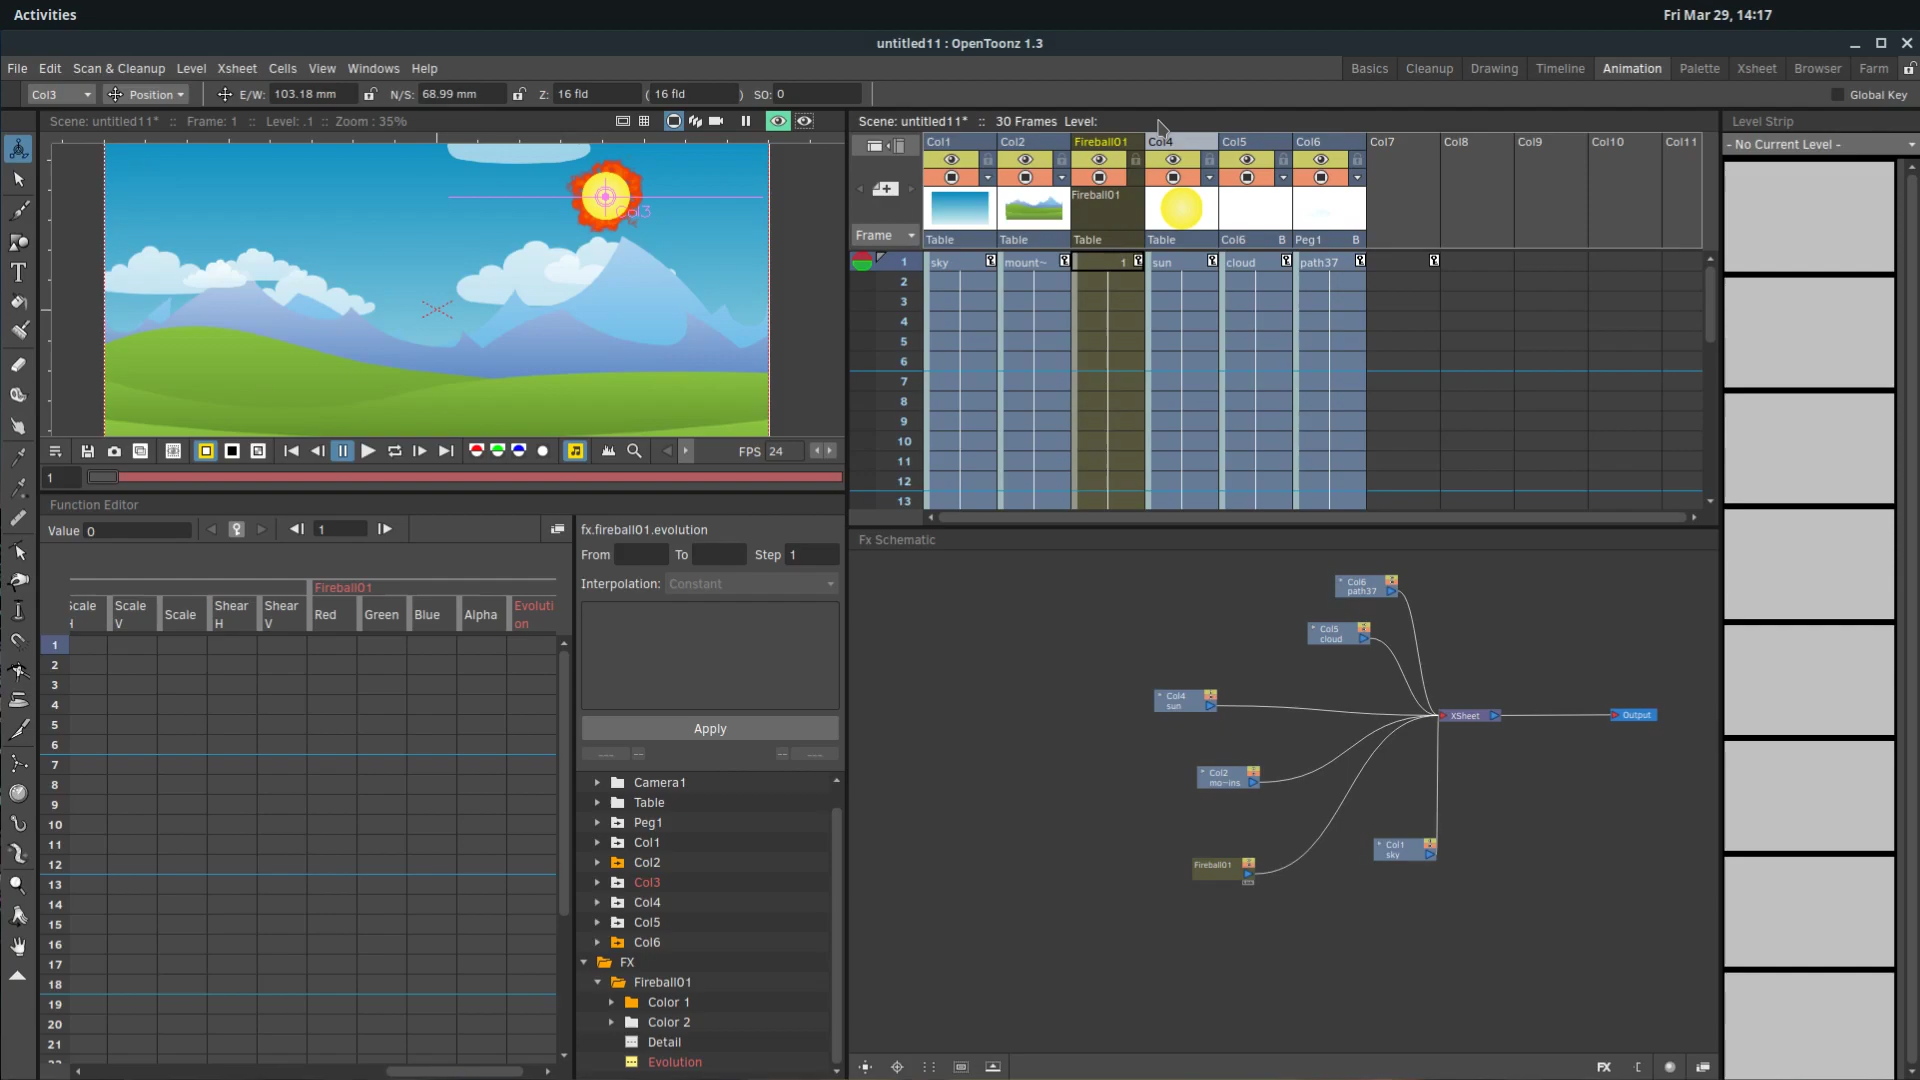 Activities
Fri Mar 29, 14:17
untitled11 : OpenToonz 1.3
File Edit Scan & Cleanup Level Xsheet Cells View Windows Help
Basics Cleanup Drawing Timeline Animation Palette Xsheet Browser Farm
Col3 Position E/W: 103.18 mm N/S: 68.99 mm Z: 16 fld ( 16 fld ) SO: 0
Global Key
Scene: untitled11* :: Frame: 1 :: Level: .1 :: Zoom : 35%
Scene: untitled11* :: 30 Frames Level:
Level Strip
- No Current Level -
Col1 Col2 Fireball01 Col4 Col5 Col6 Col7 Col8 Col9 Col10 Col11
Fireball01
Col3
Frame
Table Table Table Table Col6 B Peg1 B
1 sky mount~ 1 sun cloud path37
2
3
4
5
6
7
8
9
10
11
12
13
FPS 24
1
Function Editor
Value 0
1
Fireball01
Scale H Scale V Scale Shear H Shear V Red Green Blue Alpha Evoluti on
1
2
3
4
5
6
7
8
9
10
11
12
13
14
15
16
17
18
19
20
21
fx.fireball01.evolution
From To Step 1
Interpolation: Constant
Apply
Camera1
Table
Peg1
Col1
Col2
Col3
Col4
Col5
Col6
FX
Fireball01
Color 1
Color 2
Detail
Evolution
Fx Schematic
Col6
path37
Col5
cloud
Col4
sun
XSheet
Output
Col2
mo~ins
Col1
sky
Fireball01
FX